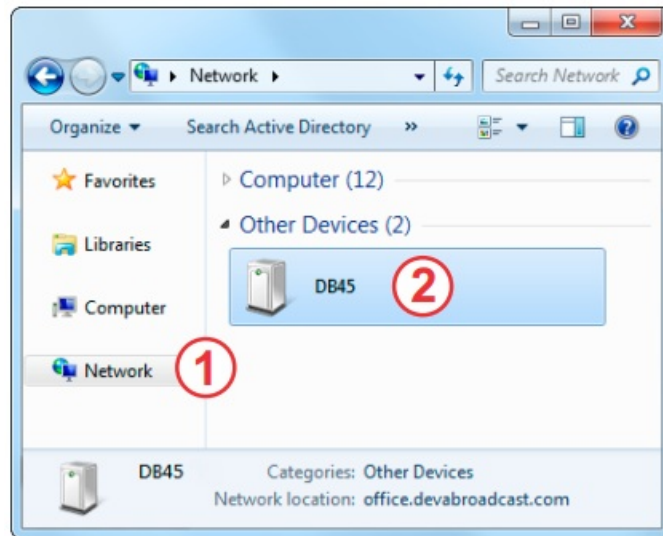 Network
Search Network
Organize
Search Active Directory
»
Favorites
Libraries
Computer
Network
1
Computer (12)
Other Devices (2)
DB45
2
DB45
Categories: Other Devices
Network location: office.devabroadcast.com